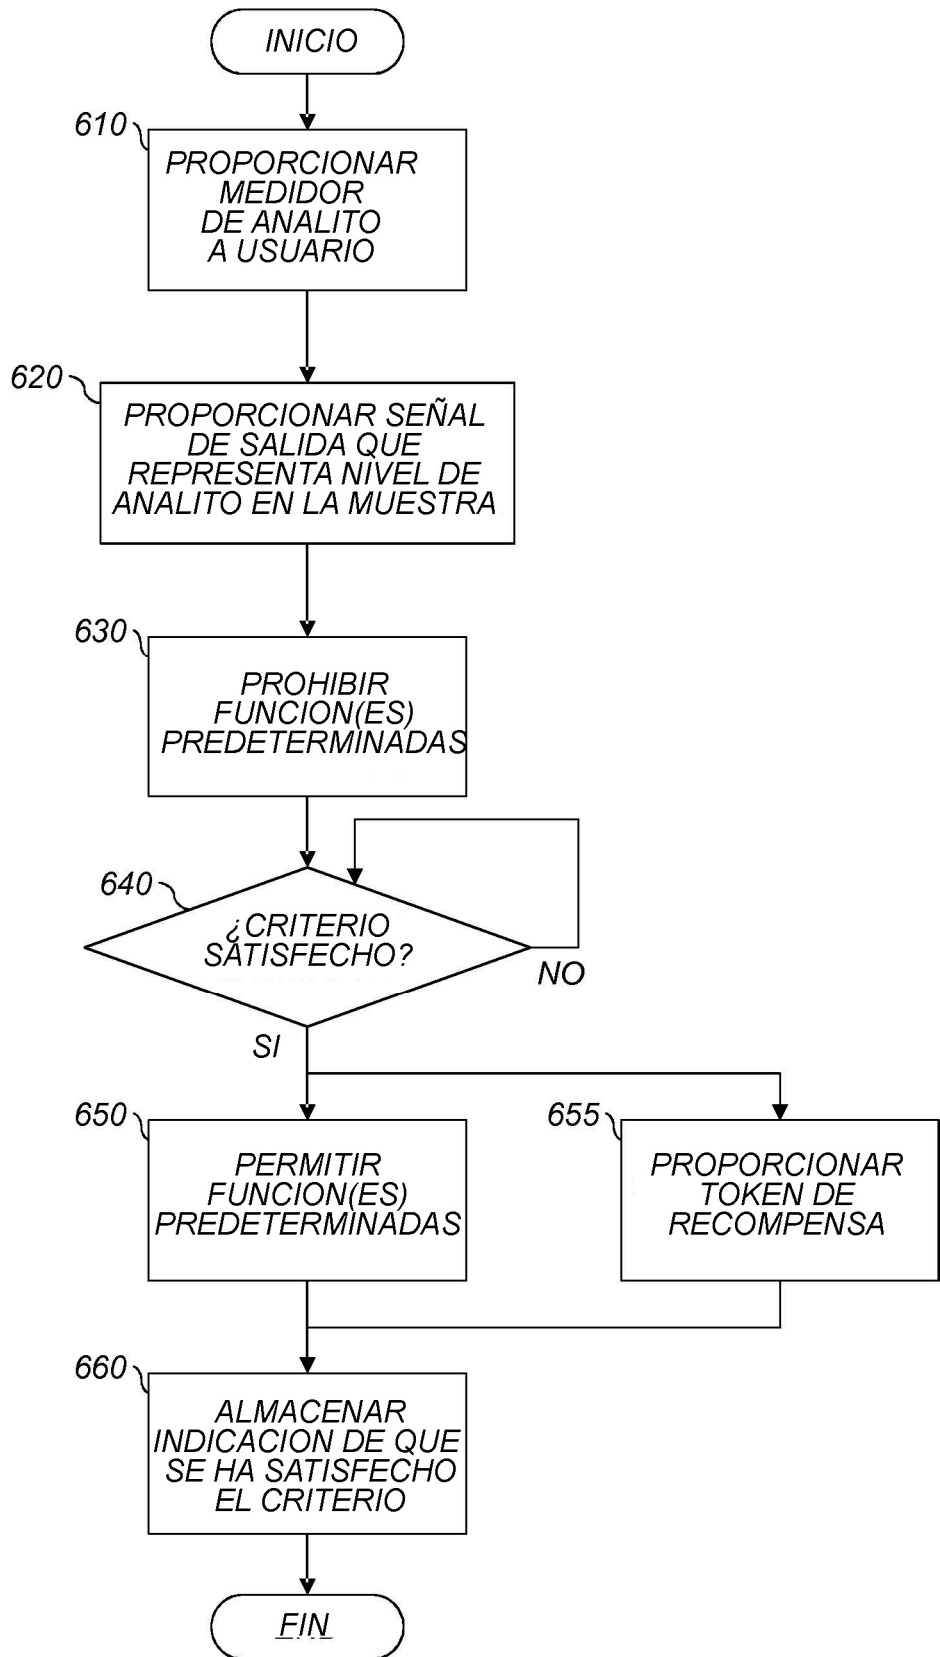 INICIO
610
PROPORCIONAR
MEDIDOR
DE ANALITO
A USUARIO
620
PROPORCIONAR SEÑAL
DE SALIDA QUE
REPRESENTA NIVEL DE
ANALITO EN LA MUESTRA
630
PROHIBIR
FUNCION(ES)
PREDETERMINADAS
640
¿CRITERIO
SATISFECHO?
NO
SI
650
PERMITIR
FUNCION(ES)
PREDETERMINADAS
655
PROPORCIONAR
TOKEN DE
RECOMPENSA
660
ALMACENAR
INDICACION DE QUE
SE HA SATISFECHO
EL CRITERIO
FIN